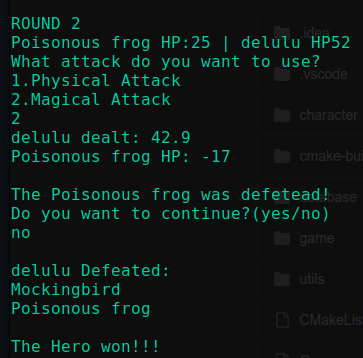 ROUND 2
Poisonous frog HP:25 | delulu HP52
What attack do you want to use?
1.Physical Attack
2.Magical Attack
2
delulu dealt: 42.9
Poisonous frog HP: -17
The Poisonous frog was defetead!
Do you want to continue?(yes/no)
no
delulu Defeated:
Mockingbird
Poisonous frog
The Hero won!!!
.idea
.vscode
character
cmake-bu
database
game
utils
CMakeLis